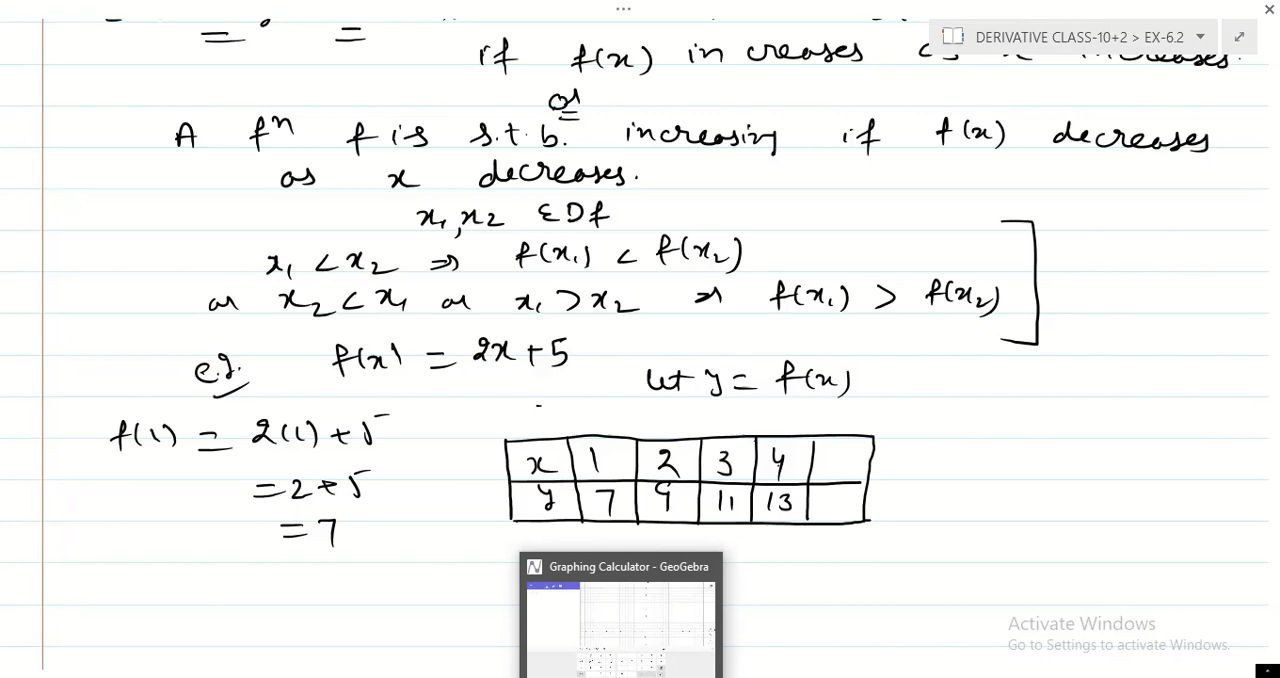 DERIVATIVE CLASS-10+2 > EX-6.2
if f(x) increases as x increases.
or
A fⁿ f is s.t.b. increasing if f(x) decreases
as x decreases.
x₁, x₂ ∈ Df
x₁ < x₂ ⇒ f(x₁) < f(x₂)
or x₂ < x₁ or x₁ > x₂ ⇒ f(x₁) > f(x₂)
e.g. f(x) = 2x + 5
let y = f(x)
f(1) = 2(1) + 5
= 2 + 5
= 7
x 1 2 3 4
y 7 9 11 13
Graphing Calculator - GeoGebra
Activate Windows
Go to Settings to activate Windows.